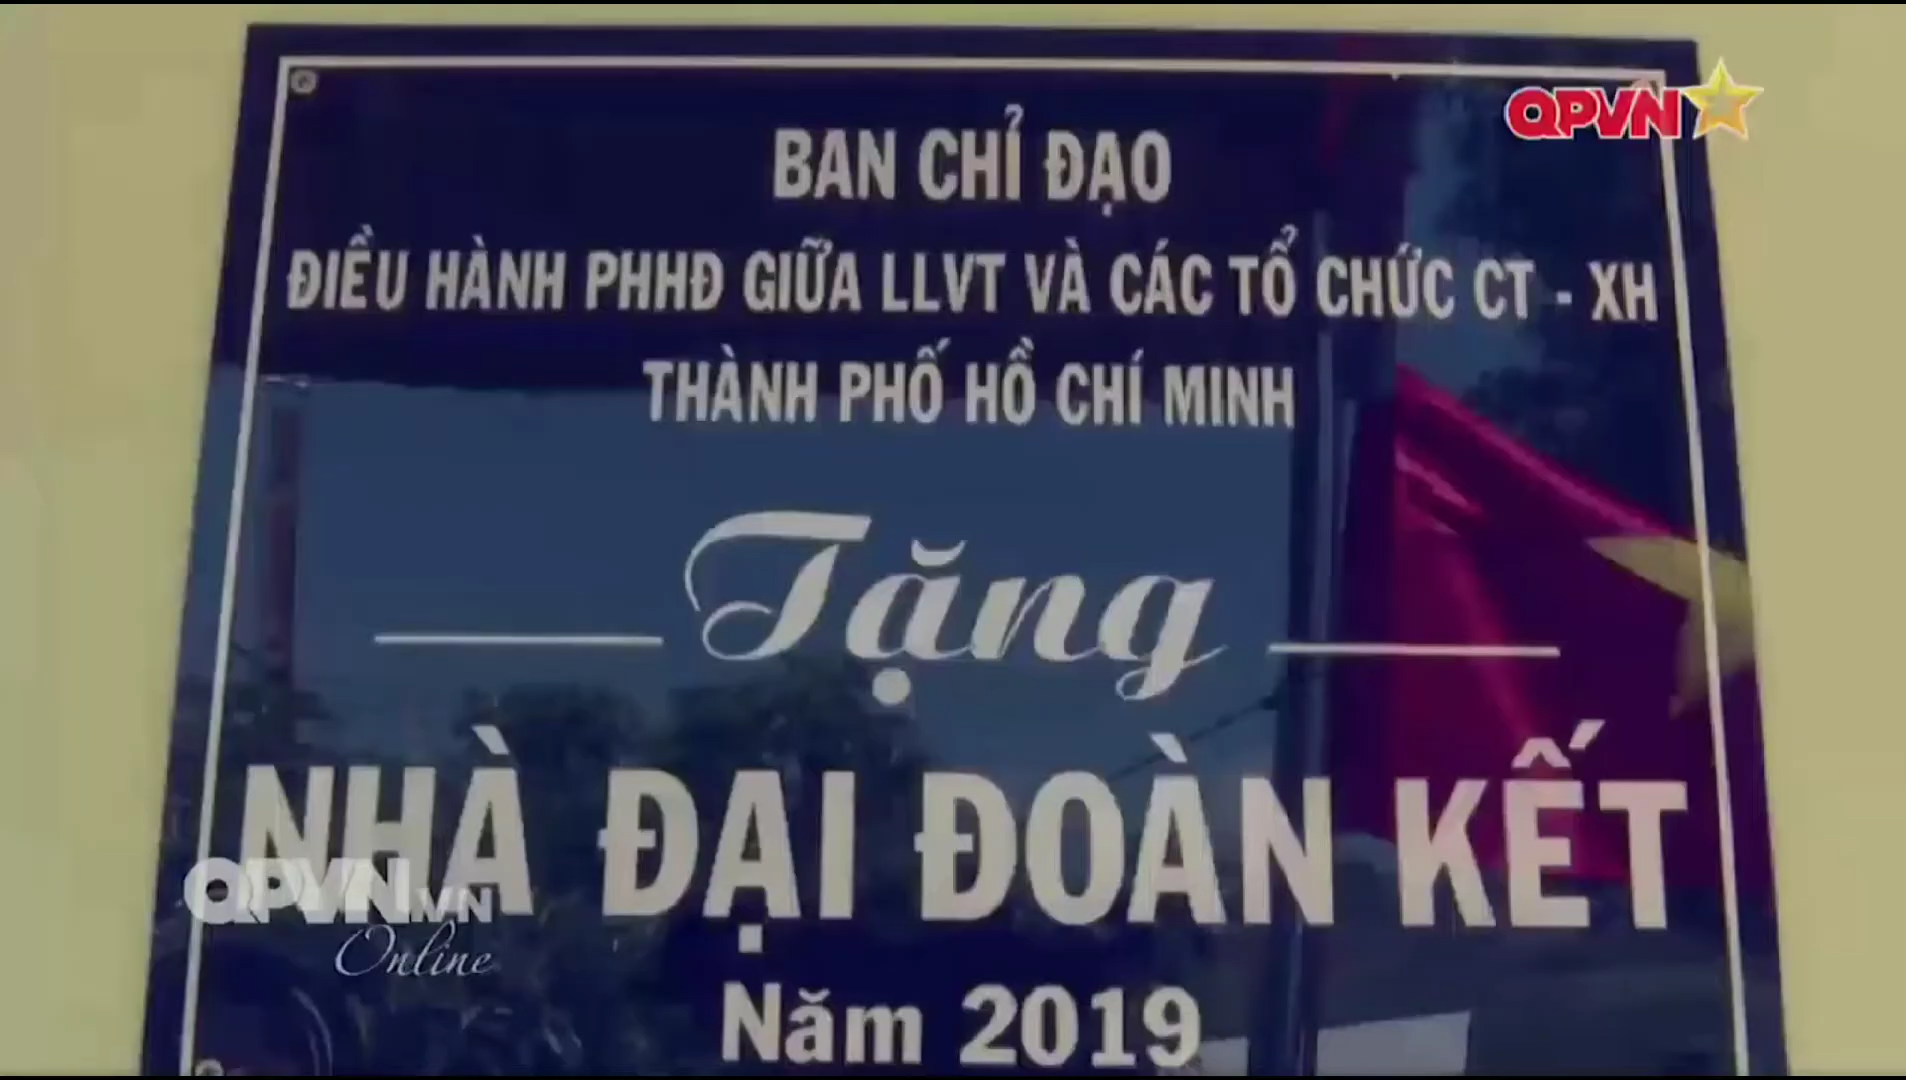 QPVN
BAN CHỈ ĐẠO
ĐIỀU HÀNH PHHĐ GIỮA LLVT VÀ CÁC TỔ CHỨC CT - XH
THÀNH PHỐ HỒ CHÍ MINH
Tặng
NHÀ ĐẠI ĐOÀN KẾT
QPVN.VN
Online
Năm 2019